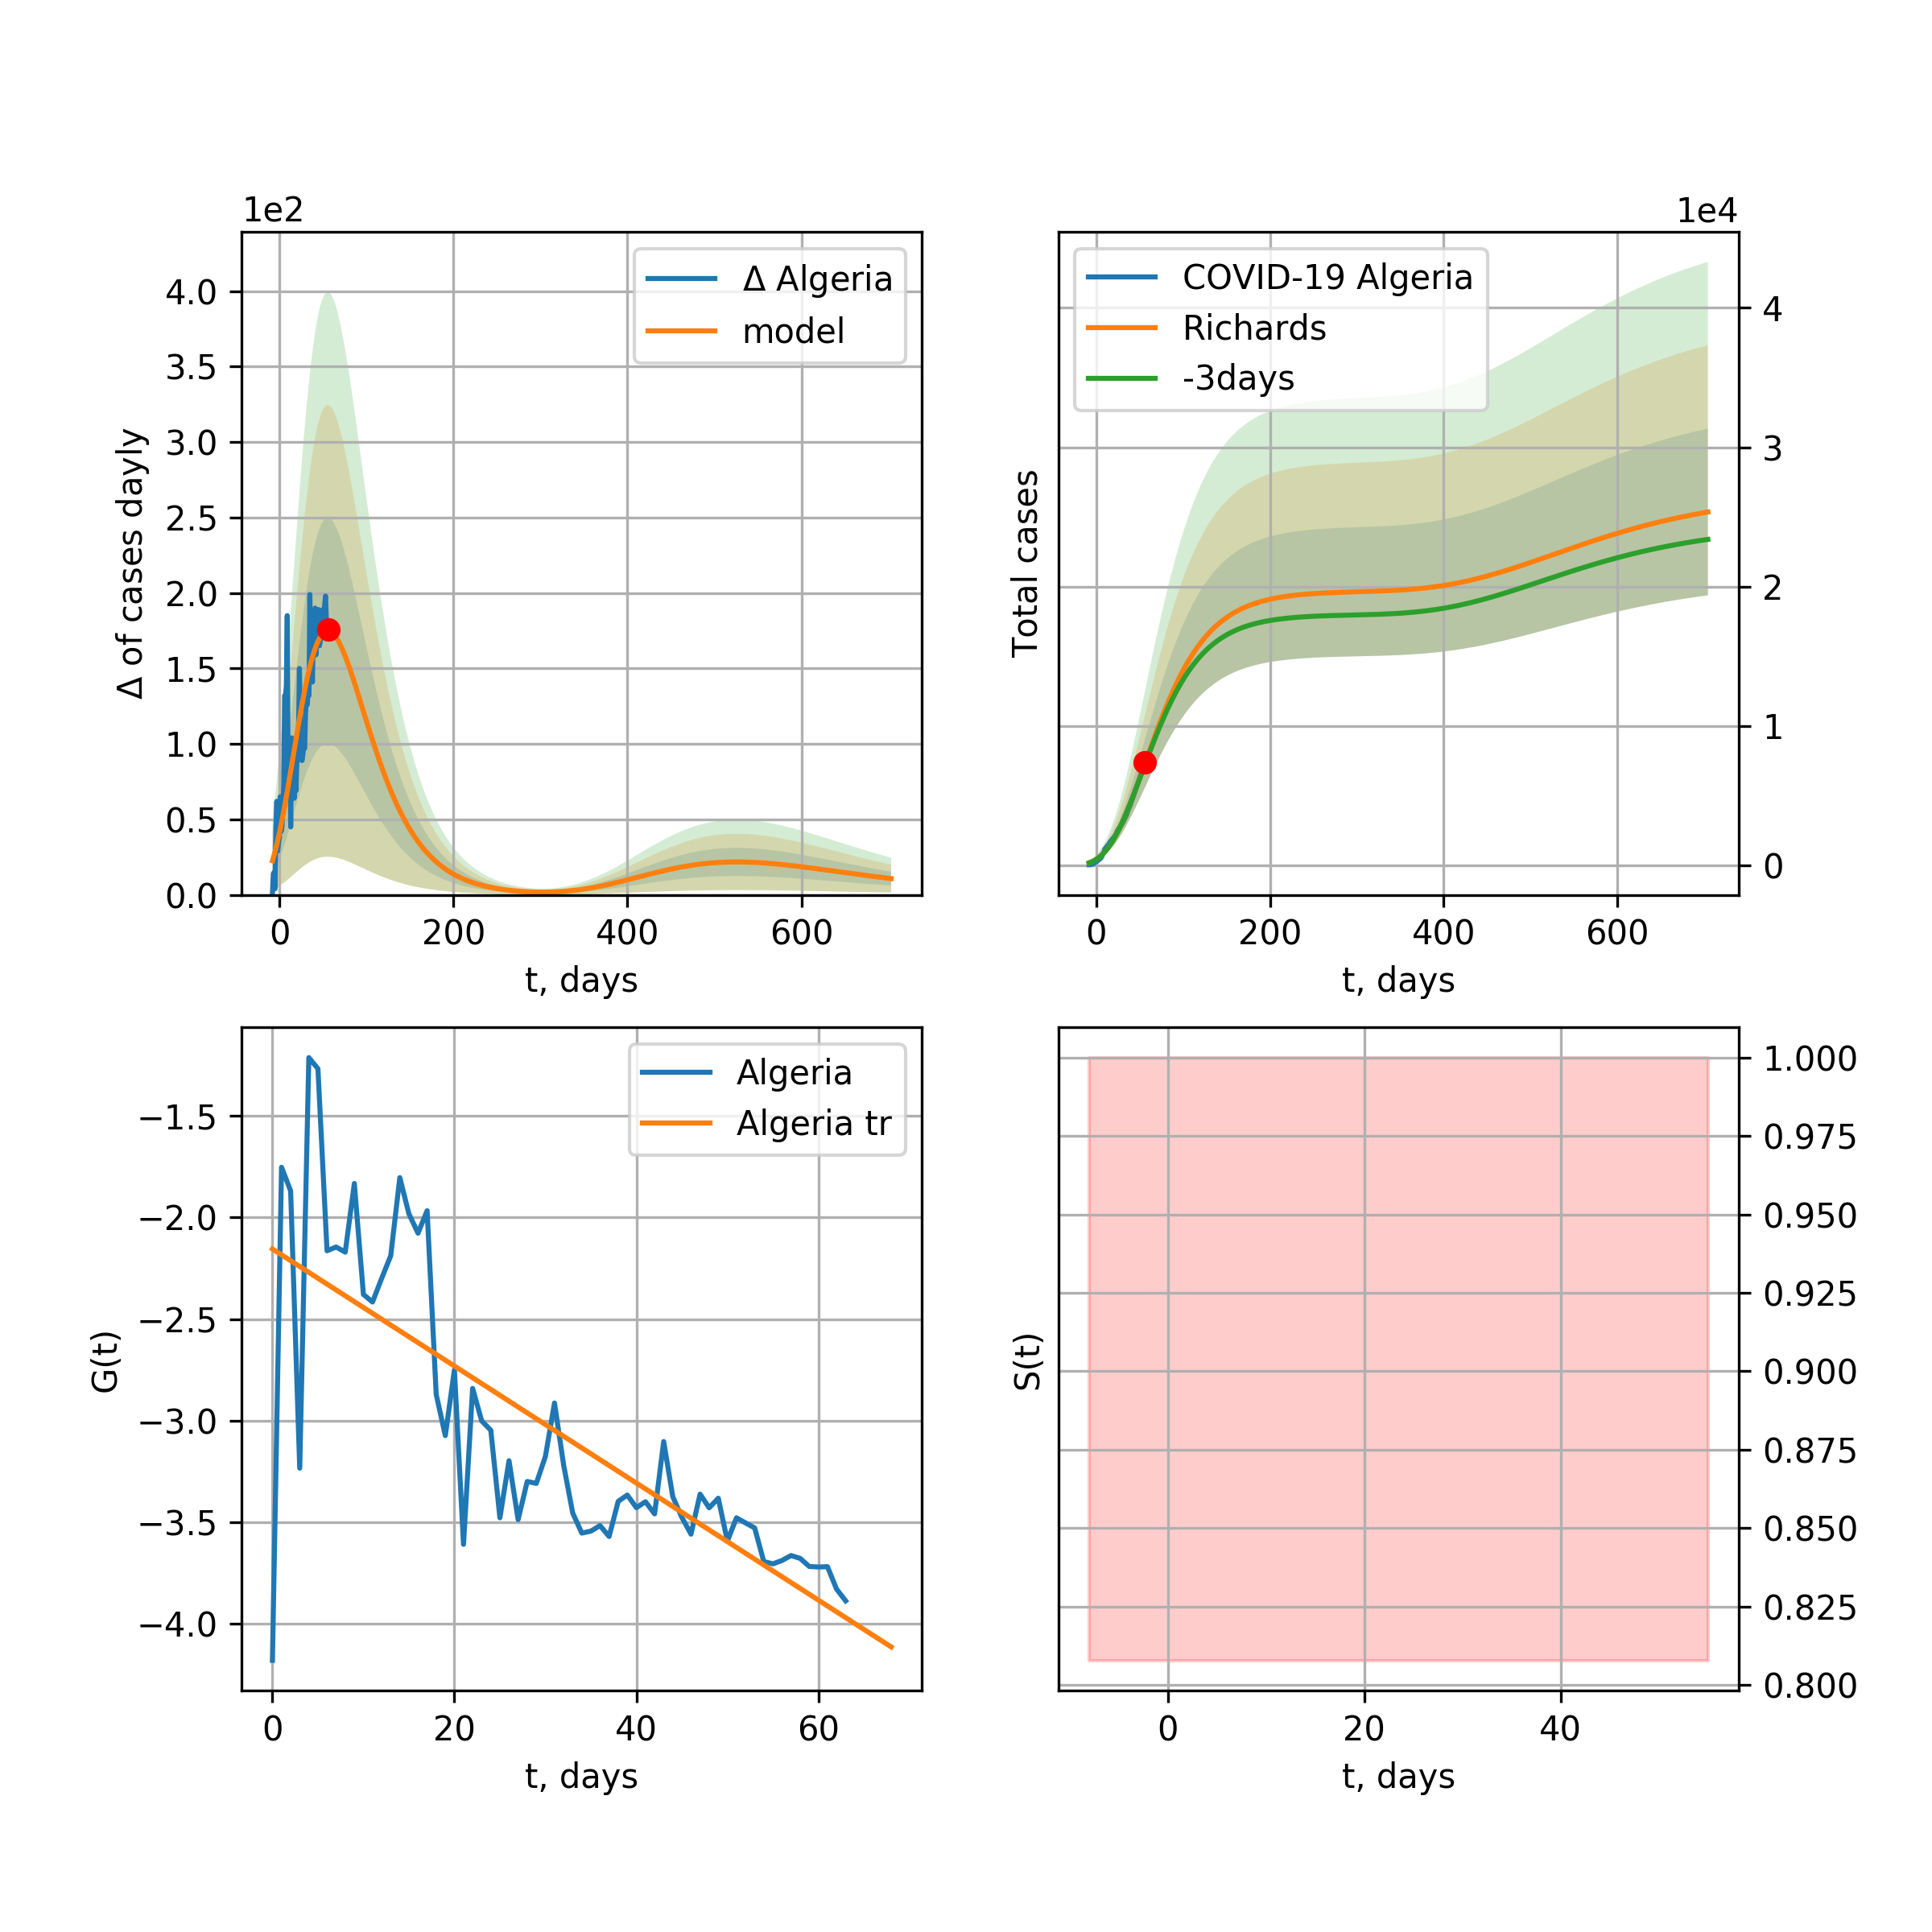 1e2
4.0
3.5
3.0
2.5
2.0
1.5
1.0
0.5
0.0
Δ of cases dayly
Δ Algeria
model
0 200 400 600
t, days
1e4
4
3
2
1
0
Total cases
COVID-19 Algeria
Richards
-3days
0 200 400 600
t, days
−1.5
−2.0
−2.5
−3.0
−3.5
−4.0
G(t)
Algeria
Algeria tr
0 20 40 60
t, days
1.000
0.975
0.950
0.925
0.900
0.875
0.850
0.825
0.800
S(t)
0 20 40
t, days